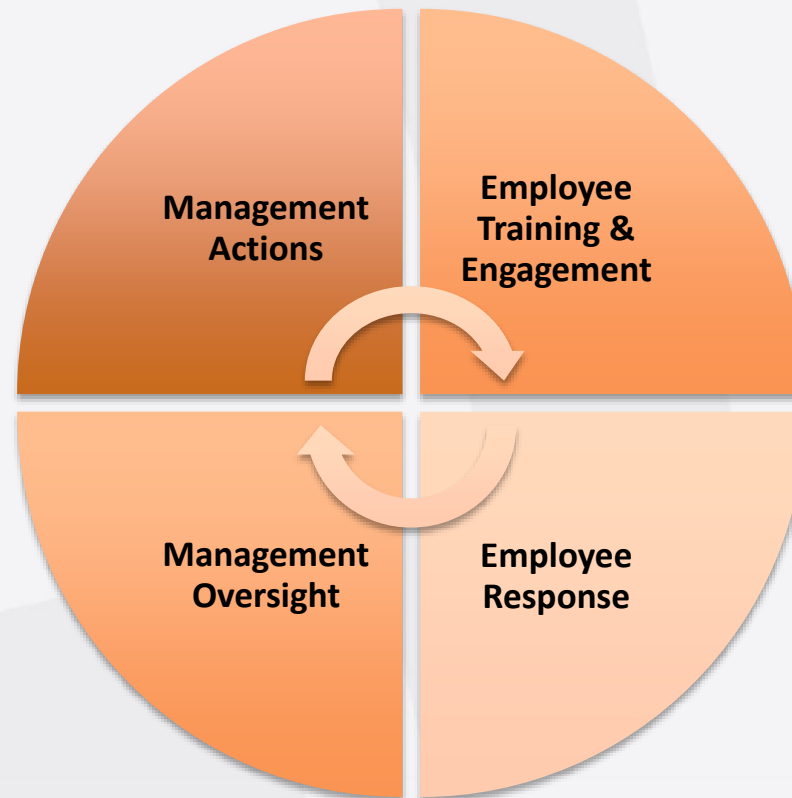 Management
Actions
Employee
Training &
Engagement
Management
Oversight
Employee
Response